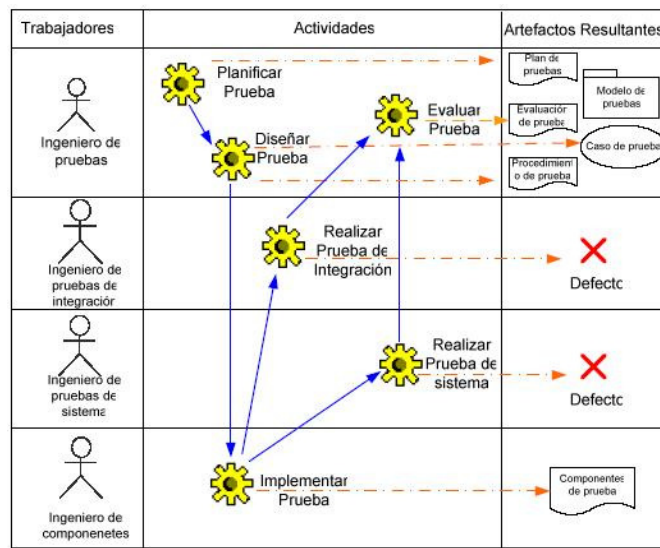 Trabajadores
Actividades
Artefactos Resultantes
Ingeniero de
pruebas
Planificar
Prueba
Diseñar
Prueba
Evaluar
Prueba
Plan de
pruebas
Modelo de
pruebas
Evaluación
de prueba
Caso de prueba
Procedimient
o de prueba
Ingeniero de
pruebas de
integración
Realizar
Prueba de
Integración
Defecto
Ingeniero de
pruebas de
sistema
Realizar
Prueba de
sistema
Defecto
Ingeniero de
componenetes
Implementar
Prueba
Componentes
de prueba